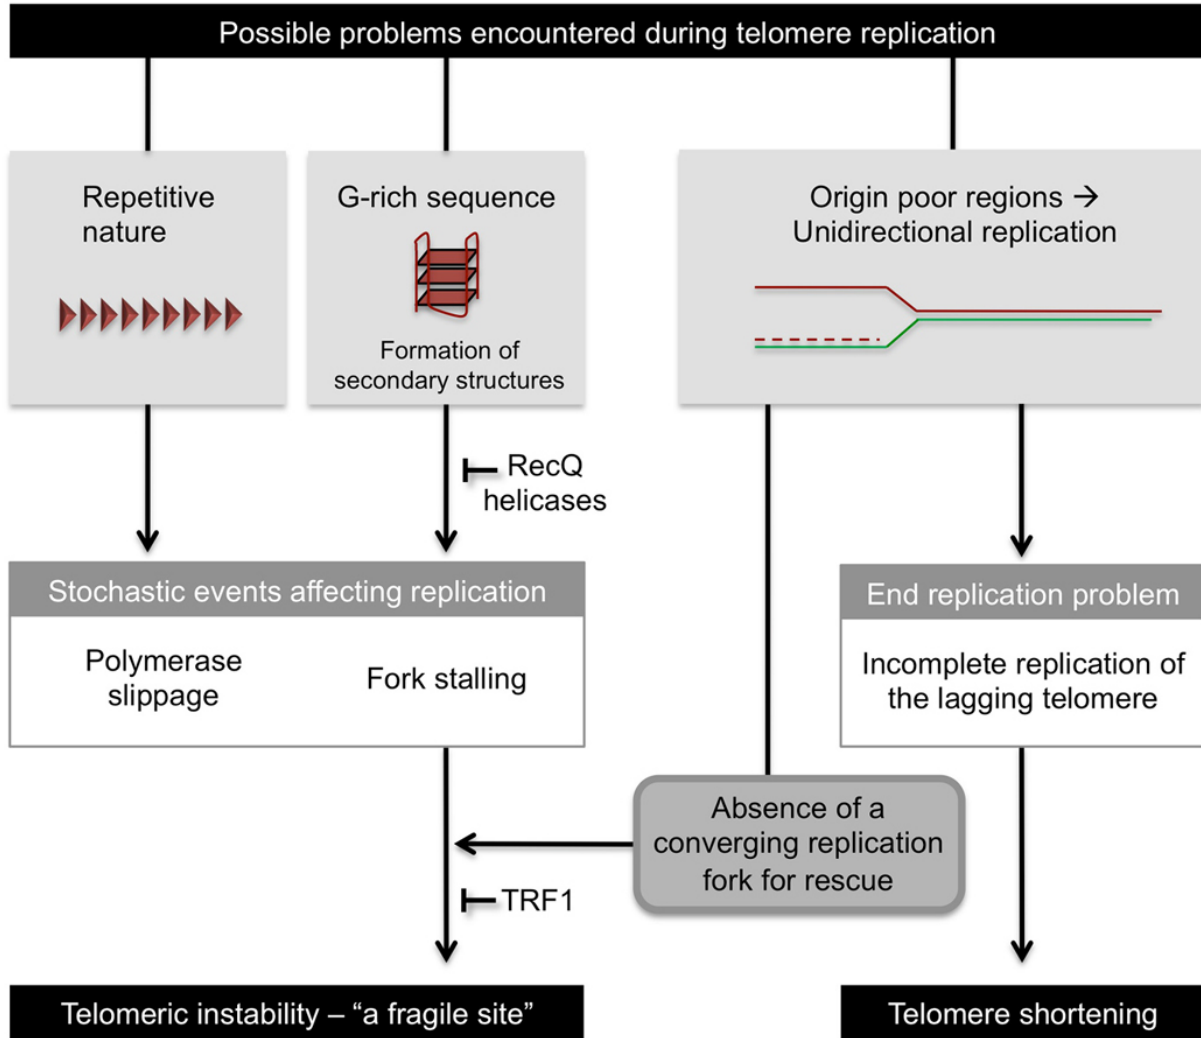 Possible problems encountered during telomere replication
Repetitive
nature
G-rich sequence
Formation of
secondary structures
Origin poor regions →
Unidirectional replication
RecQ
helicases
Stochastic events affecting replication
Polymerase
slippage
Fork stalling
End replication problem
Incomplete replication of
the lagging telomere
Absence of a
converging replication
fork for rescue
TRF1
Telomeric instability – “a fragile site”
Telomere shortening